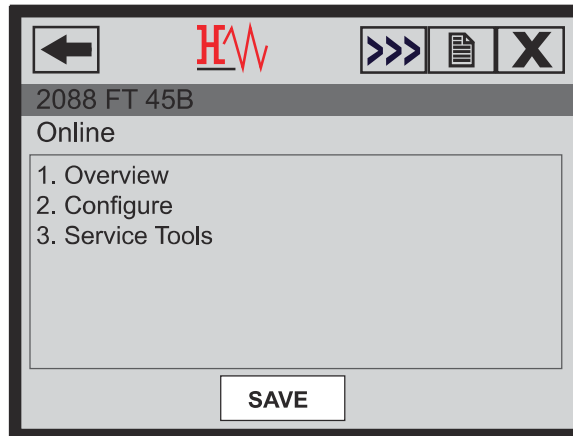 H
>>>
X
2088 FT 45B
Online
1. Overview
2. Configure
3. Service Tools
SAVE